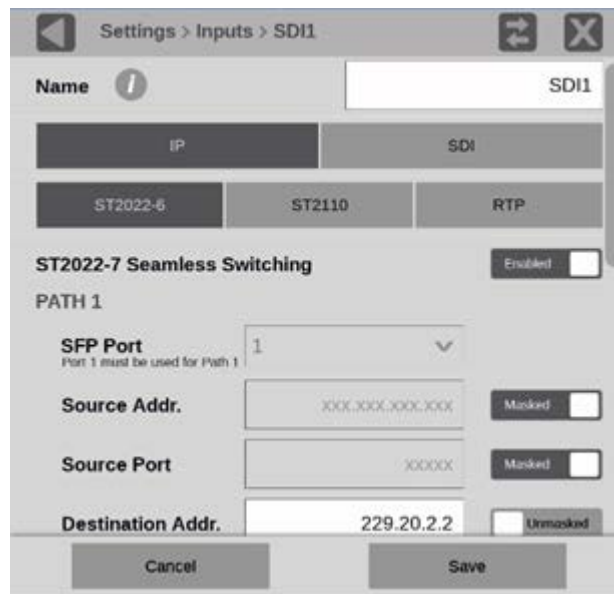 Settings > Inputs > SDI1
Name i SDI1
IP SDI
ST2022-6 ST2110 RTP
ST2022-7 Seamless Switching Enabled
PATH 1
SFP Port 1
Port 1 must be used for Path 1
Source Addr. xxx.xxx.xxx.xxx Masked
Source Port xxxxx Masked
Destination Addr. 229.20.2.2 Unmasked
Cancel Save